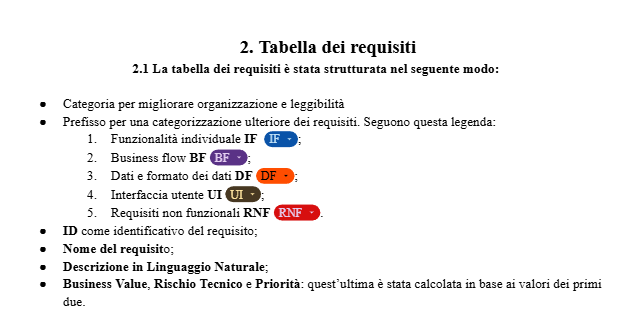 2. Tabella dei requisiti
2.1 La tabella dei requisiti è stata strutturata nel seguente modo:
● Categoria per migliorare organizzazione e leggibilità
● Prefisso per una categorizzazione ulteriore dei requisiti. Seguono questa legenda:
1. Funzionalità individuale IF IF ;
2. Business flow BF BF ;
3. Dati e formato dei dati DF DF ;
4. Interfaccia utente UI UI ;
5. Requisiti non funzionali RNF RNF .
● ID come identificativo del requisito;
● Nome del requisito;
● Descrizione in Linguaggio Naturale;
● Business Value, Rischio Tecnico e Priorità: quest’ultima è stata calcolata in base ai valori dei primi
due.